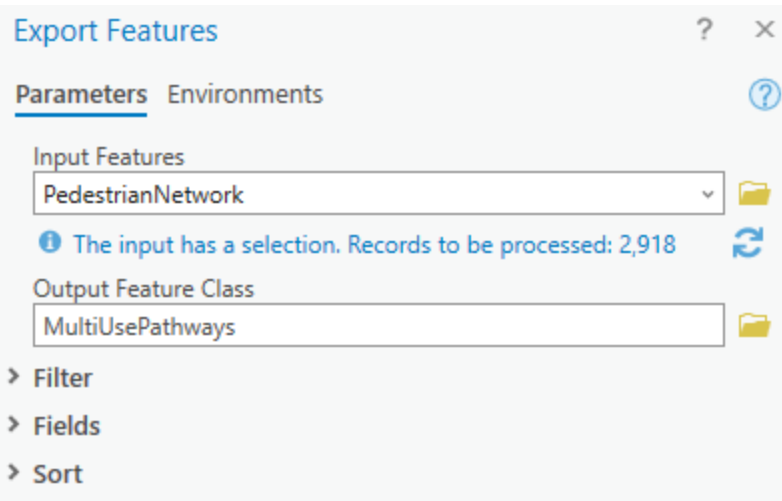 Export Features ? ×
Parameters Environments ?
Input Features
PedestrianNetwork
The input has a selection. Records to be processed: 2,918
Output Feature Class
MultiUsePathways
Filter
Fields
Sort